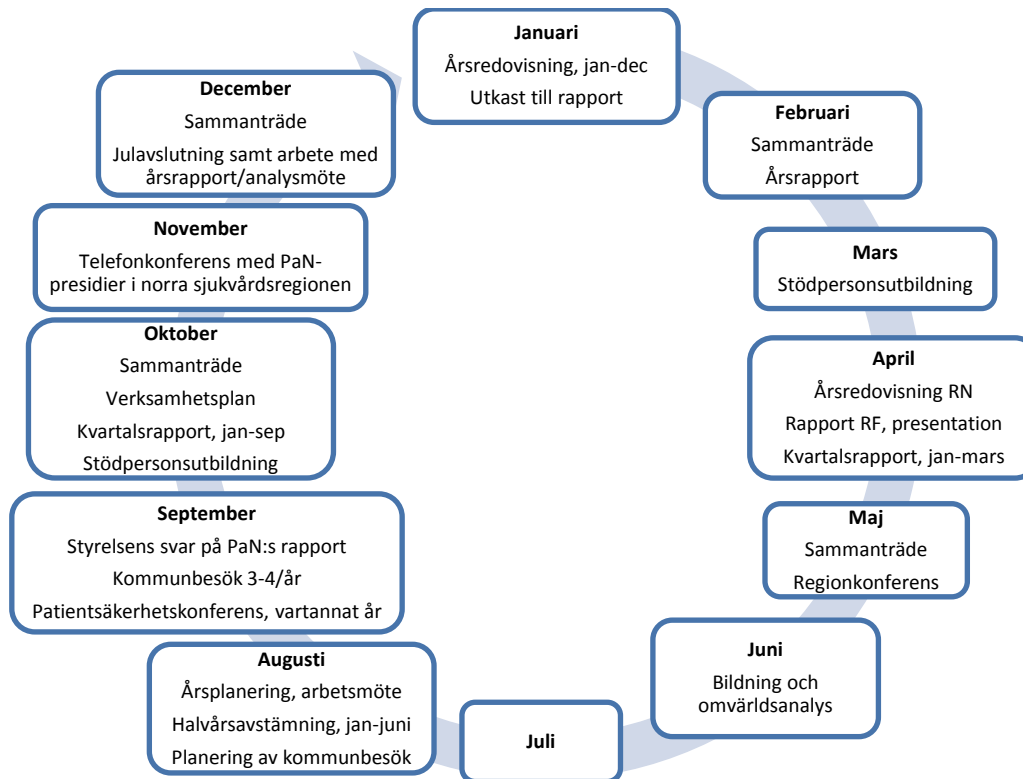 Januari
Årsredovisning, jan-dec
Utkast till rapport
Februari
Sammanträde
Årsrapport
Mars
Stödpersonsutbildning
April
Årsredovisning RN
Rapport RF, presentation
Kvartalsrapport, jan-mars
Maj
Sammanträde
Regionkonferens
Juni
Bildning och
omvärldsanalys
Juli
Augusti
Årsplanering, arbetsmöte
Halvårsavstämning, jan-juni
Planering av kommunbesök
September
Styrelsens svar på PaN:s rapport
Kommunbesök 3-4/år
Patientsäkerhetskonferens, vartannat år
Oktober
Sammanträde
Verksamhetsplan
Kvartalsrapport, jan-sep
Stödpersonsutbildning
November
Telefonkonferens med PaN-
presidier i norra sjukvårdsregionen
December
Sammanträde
Julavslutning samt arbete med
årsrapport/analysmöte